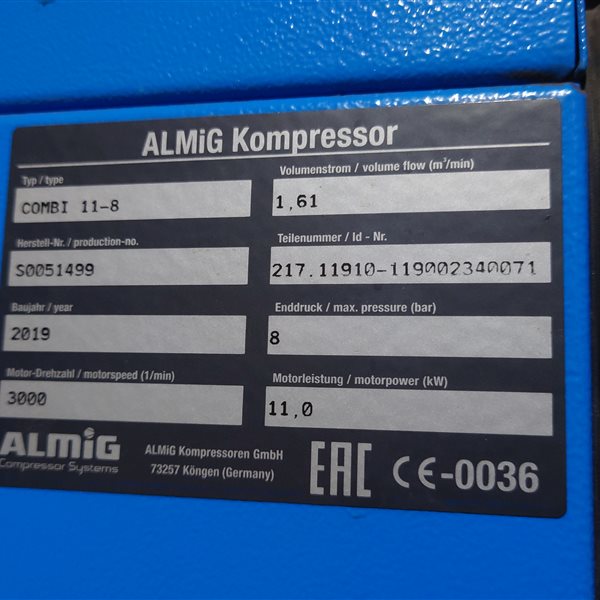 ALMiG Kompressor
Typ / type
COMBI 11-8
Volumenstrom / volume flow (m³/min)
1,61
Herstell-Nr. / production-no.
S0051499
Teilenummer / Id - Nr.
217.11910-119002340071
Baujahr / year
2019
Enddruck / max. pressure (bar)
8
Motor-Drehzahl / motorspeed (1/min)
3000
Motorleistung / motorpower (kW)
11,0
ALMiG
Compressor Systems
ALMiG Kompressoren GmbH
73257 Köngen (Germany)
EAC
CE-0036